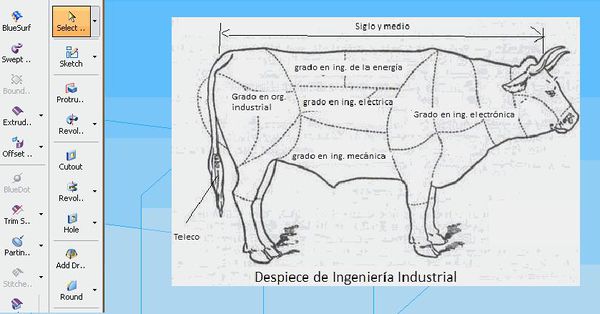 BlueSurf
Swept ..
Bound..
Extrud..
Offset ..
BlueDot
Trim S..
Partin..
Stitche..
Select ..
Sketch
Protru..
Revol..
Cutout
Revol..
Hole
Add Dr..
Round
Siglo y medio
grado en ing. de la energía
Grado en org.
industrial
grado en ing. eléctrica
Grado en ing. electrónica
grado en ing. mecánica
Teleco
Despiece de Ingeniería Industrial